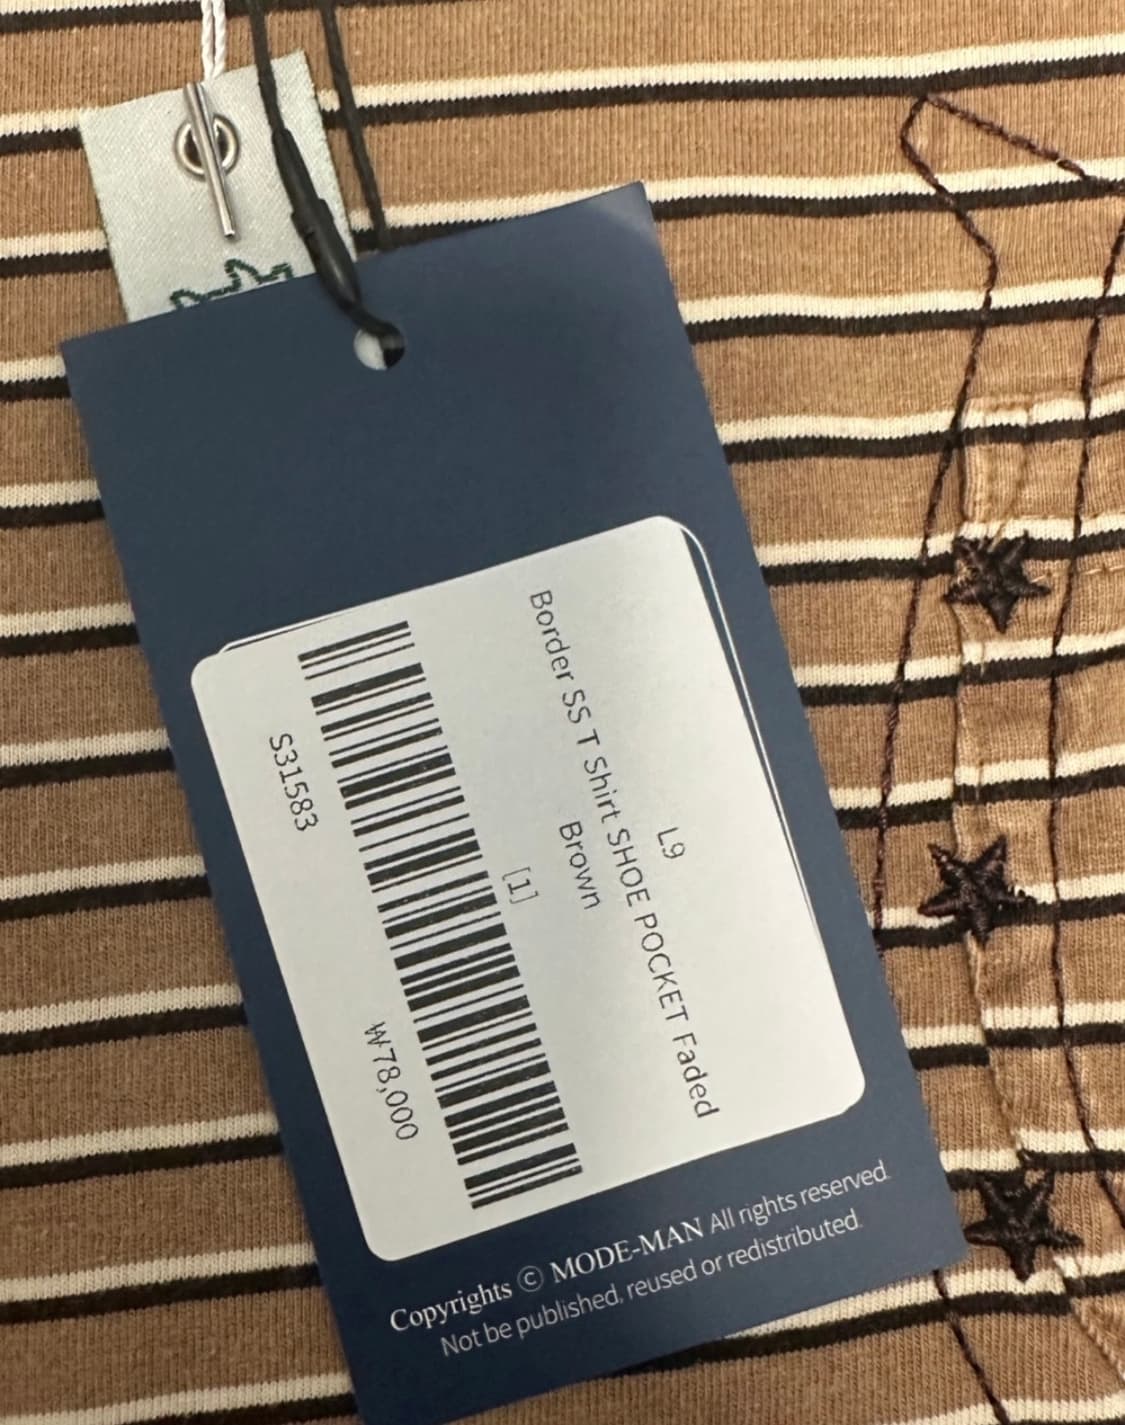 L9
Border SS T Shirt SHOE POCKET Faded
Brown
[1]
S31583
₩78,000
Copyrights © MODE-MAN All rights reserved.
Not be published, reused or redistributed.